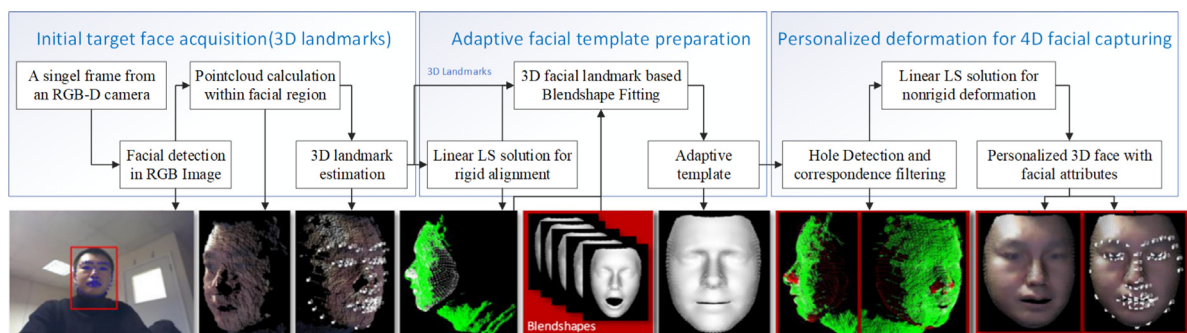 Initial target face acquisition(3D landmarks)
A singel frame from
an RGB-D camera
Pointcloud calculation
within facial region
Facial detection
in RGB Image
3D landmark
estimation
Adaptive facial template preparation
3D Landmarks
3D facial landmark based
Blendshape Fitting
Linear LS solution for
rigid alignment
Adaptive
template
Personalized deformation for 4D facial capturing
Linear LS solution for
nonrigid deformation
Hole Detection and
correspondence filtering
Personalized 3D face with
facial attributes
Blendshapes